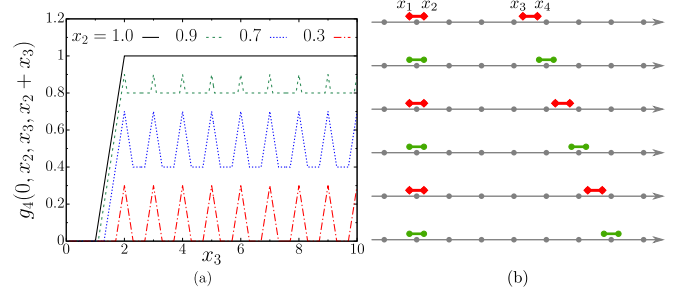 x₂ = 1.0 0.9 0.7 0.3
g₄(0, x₂, x₃, x₂ + x₃)
1.2
1
0.8
0.6
0.4
0.2
0
0 2 4 6 8 10
x₃
(a)
x₁ x₂ x₃ x₄
(b)